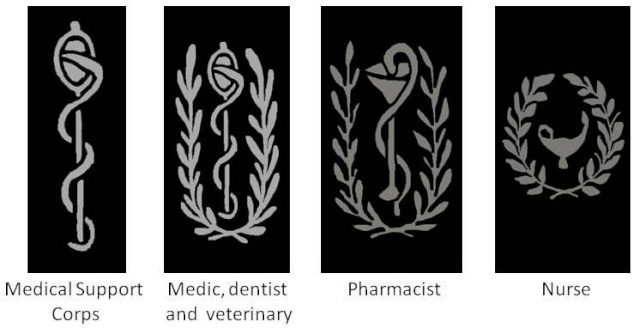 Medical Support
Corps
Medic, dentist
and veterinary
Pharmacist
Nurse